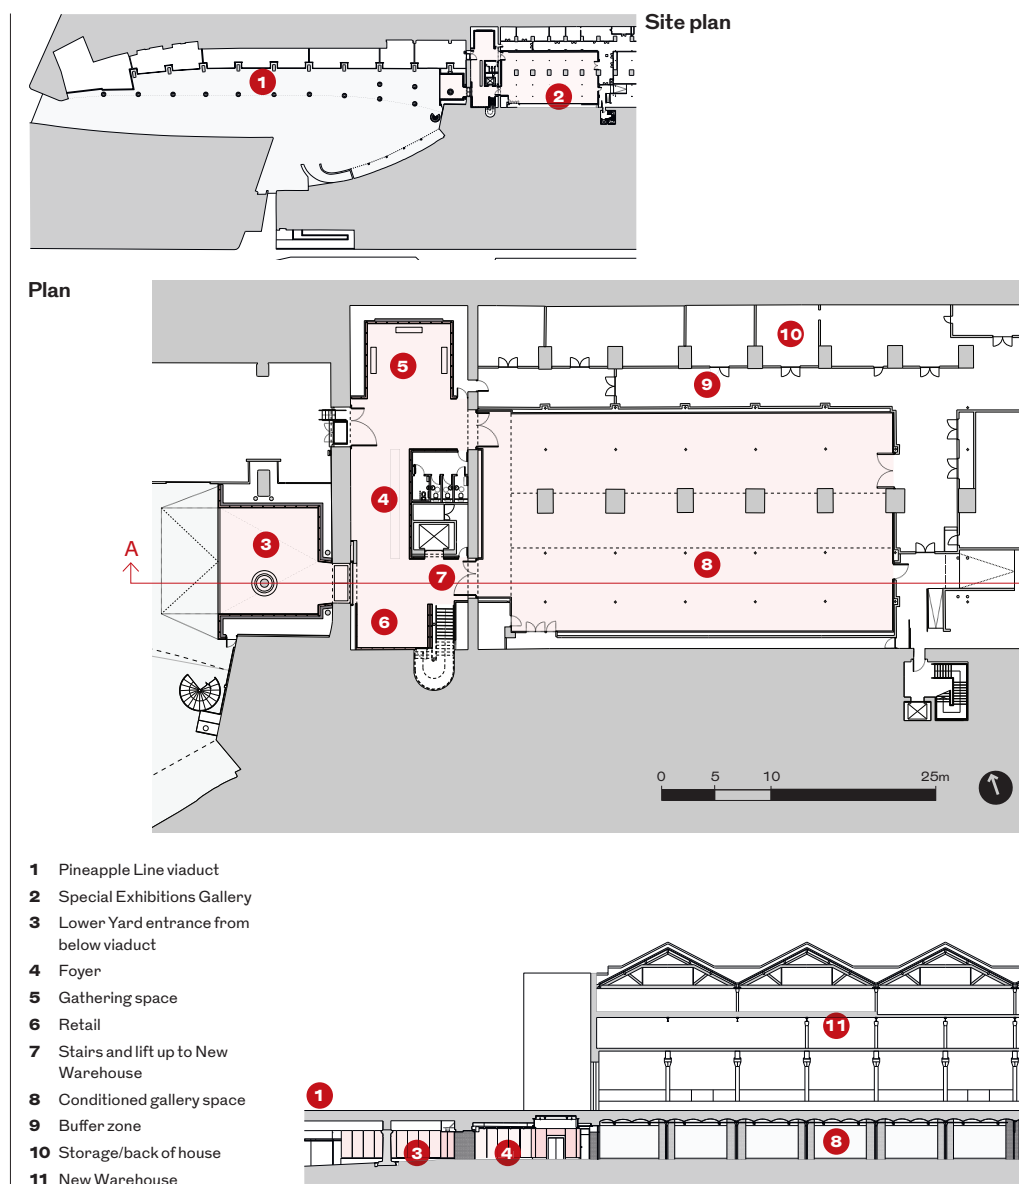 Site plan
1
2
Plan
10
5
9
4
A
3
8
7
6
0 5 10 25m
1 Pineapple Line viaduct
2 Special Exhibitions Gallery
3 Lower Yard entrance from
below viaduct
4 Foyer
5 Gathering space
6 Retail
7 Stairs and lift up to New
Warehouse
8 Conditioned gallery space
9 Buffer zone
10 Storage/back of house
11 New Warehouse
11
1
3
4
8